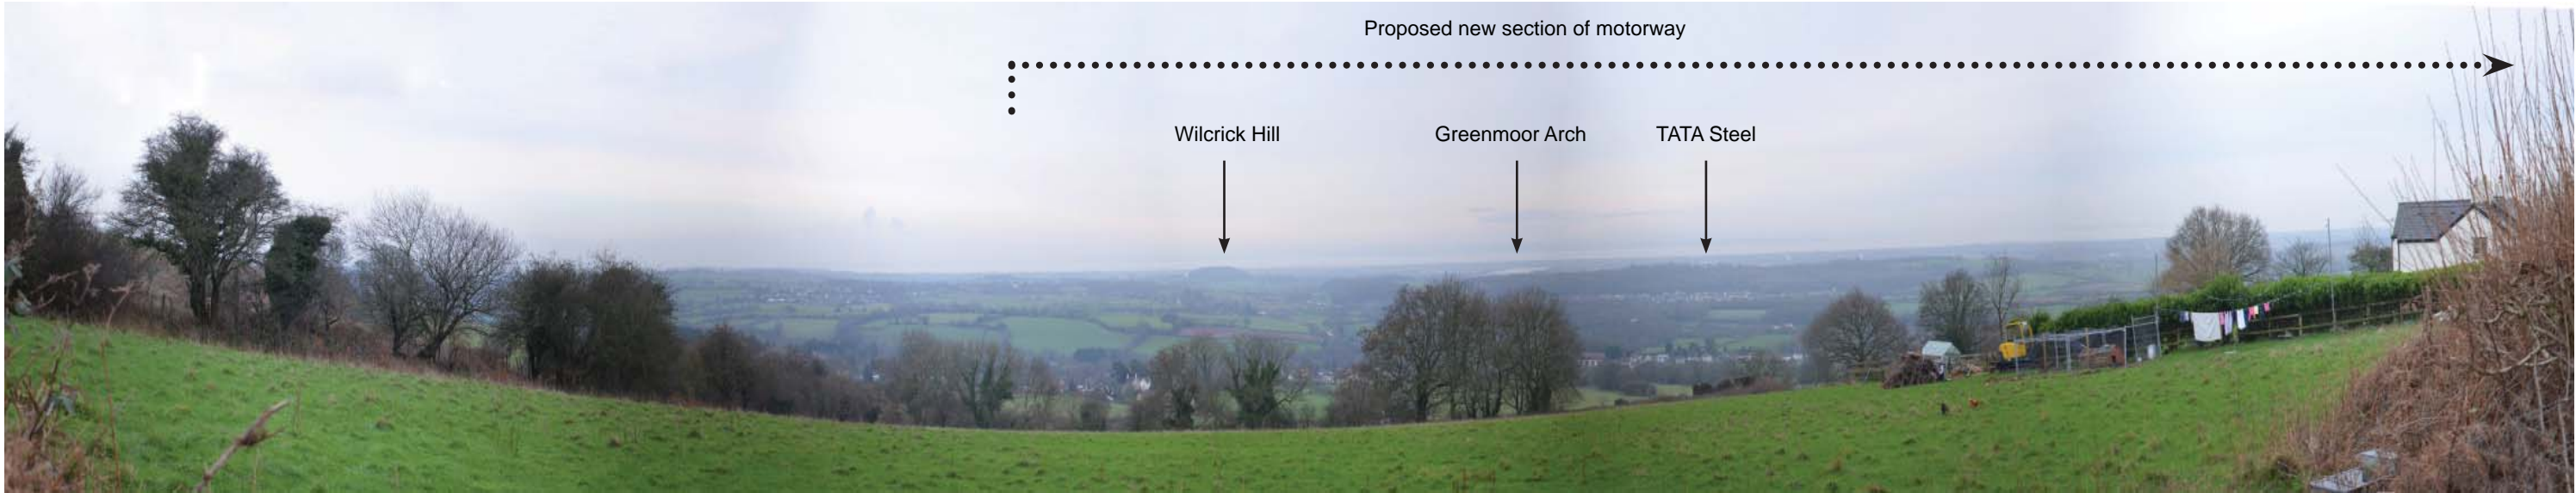 Proposed new section of motorway
Wilcrick Hill
Greenmoor Arch
TATA Steel